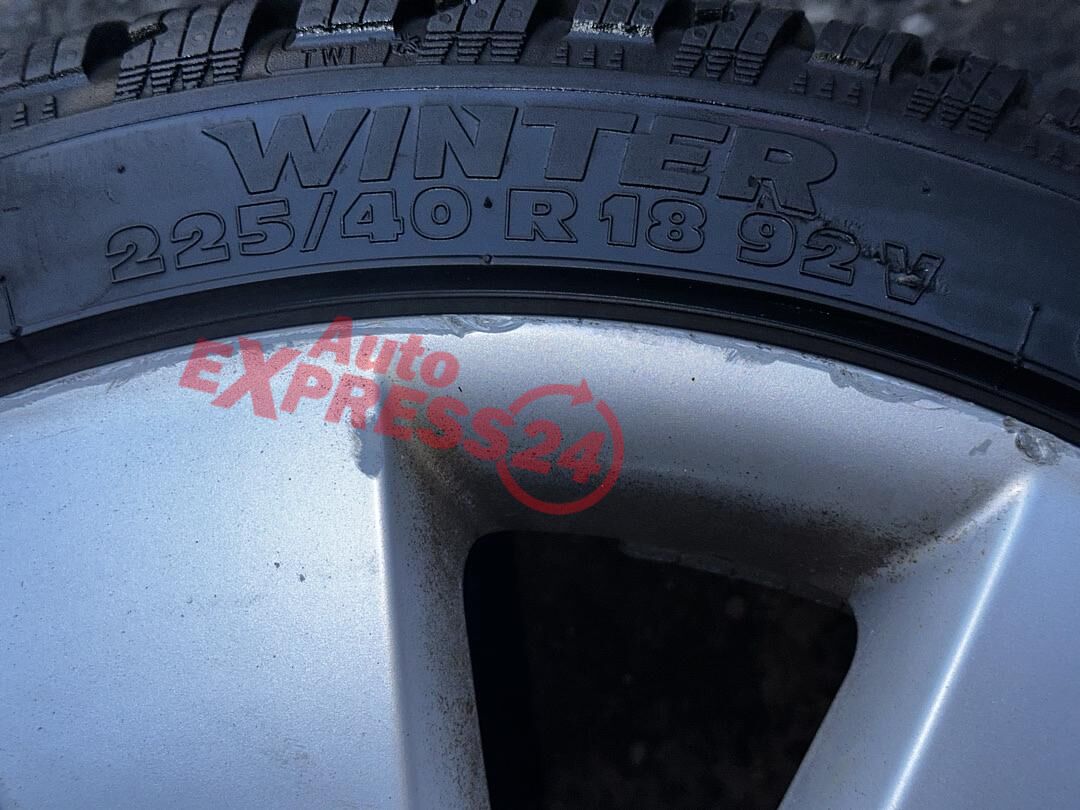 TWI
WINTER
225/40 R 18 92 V
Auto
EXPRESS24